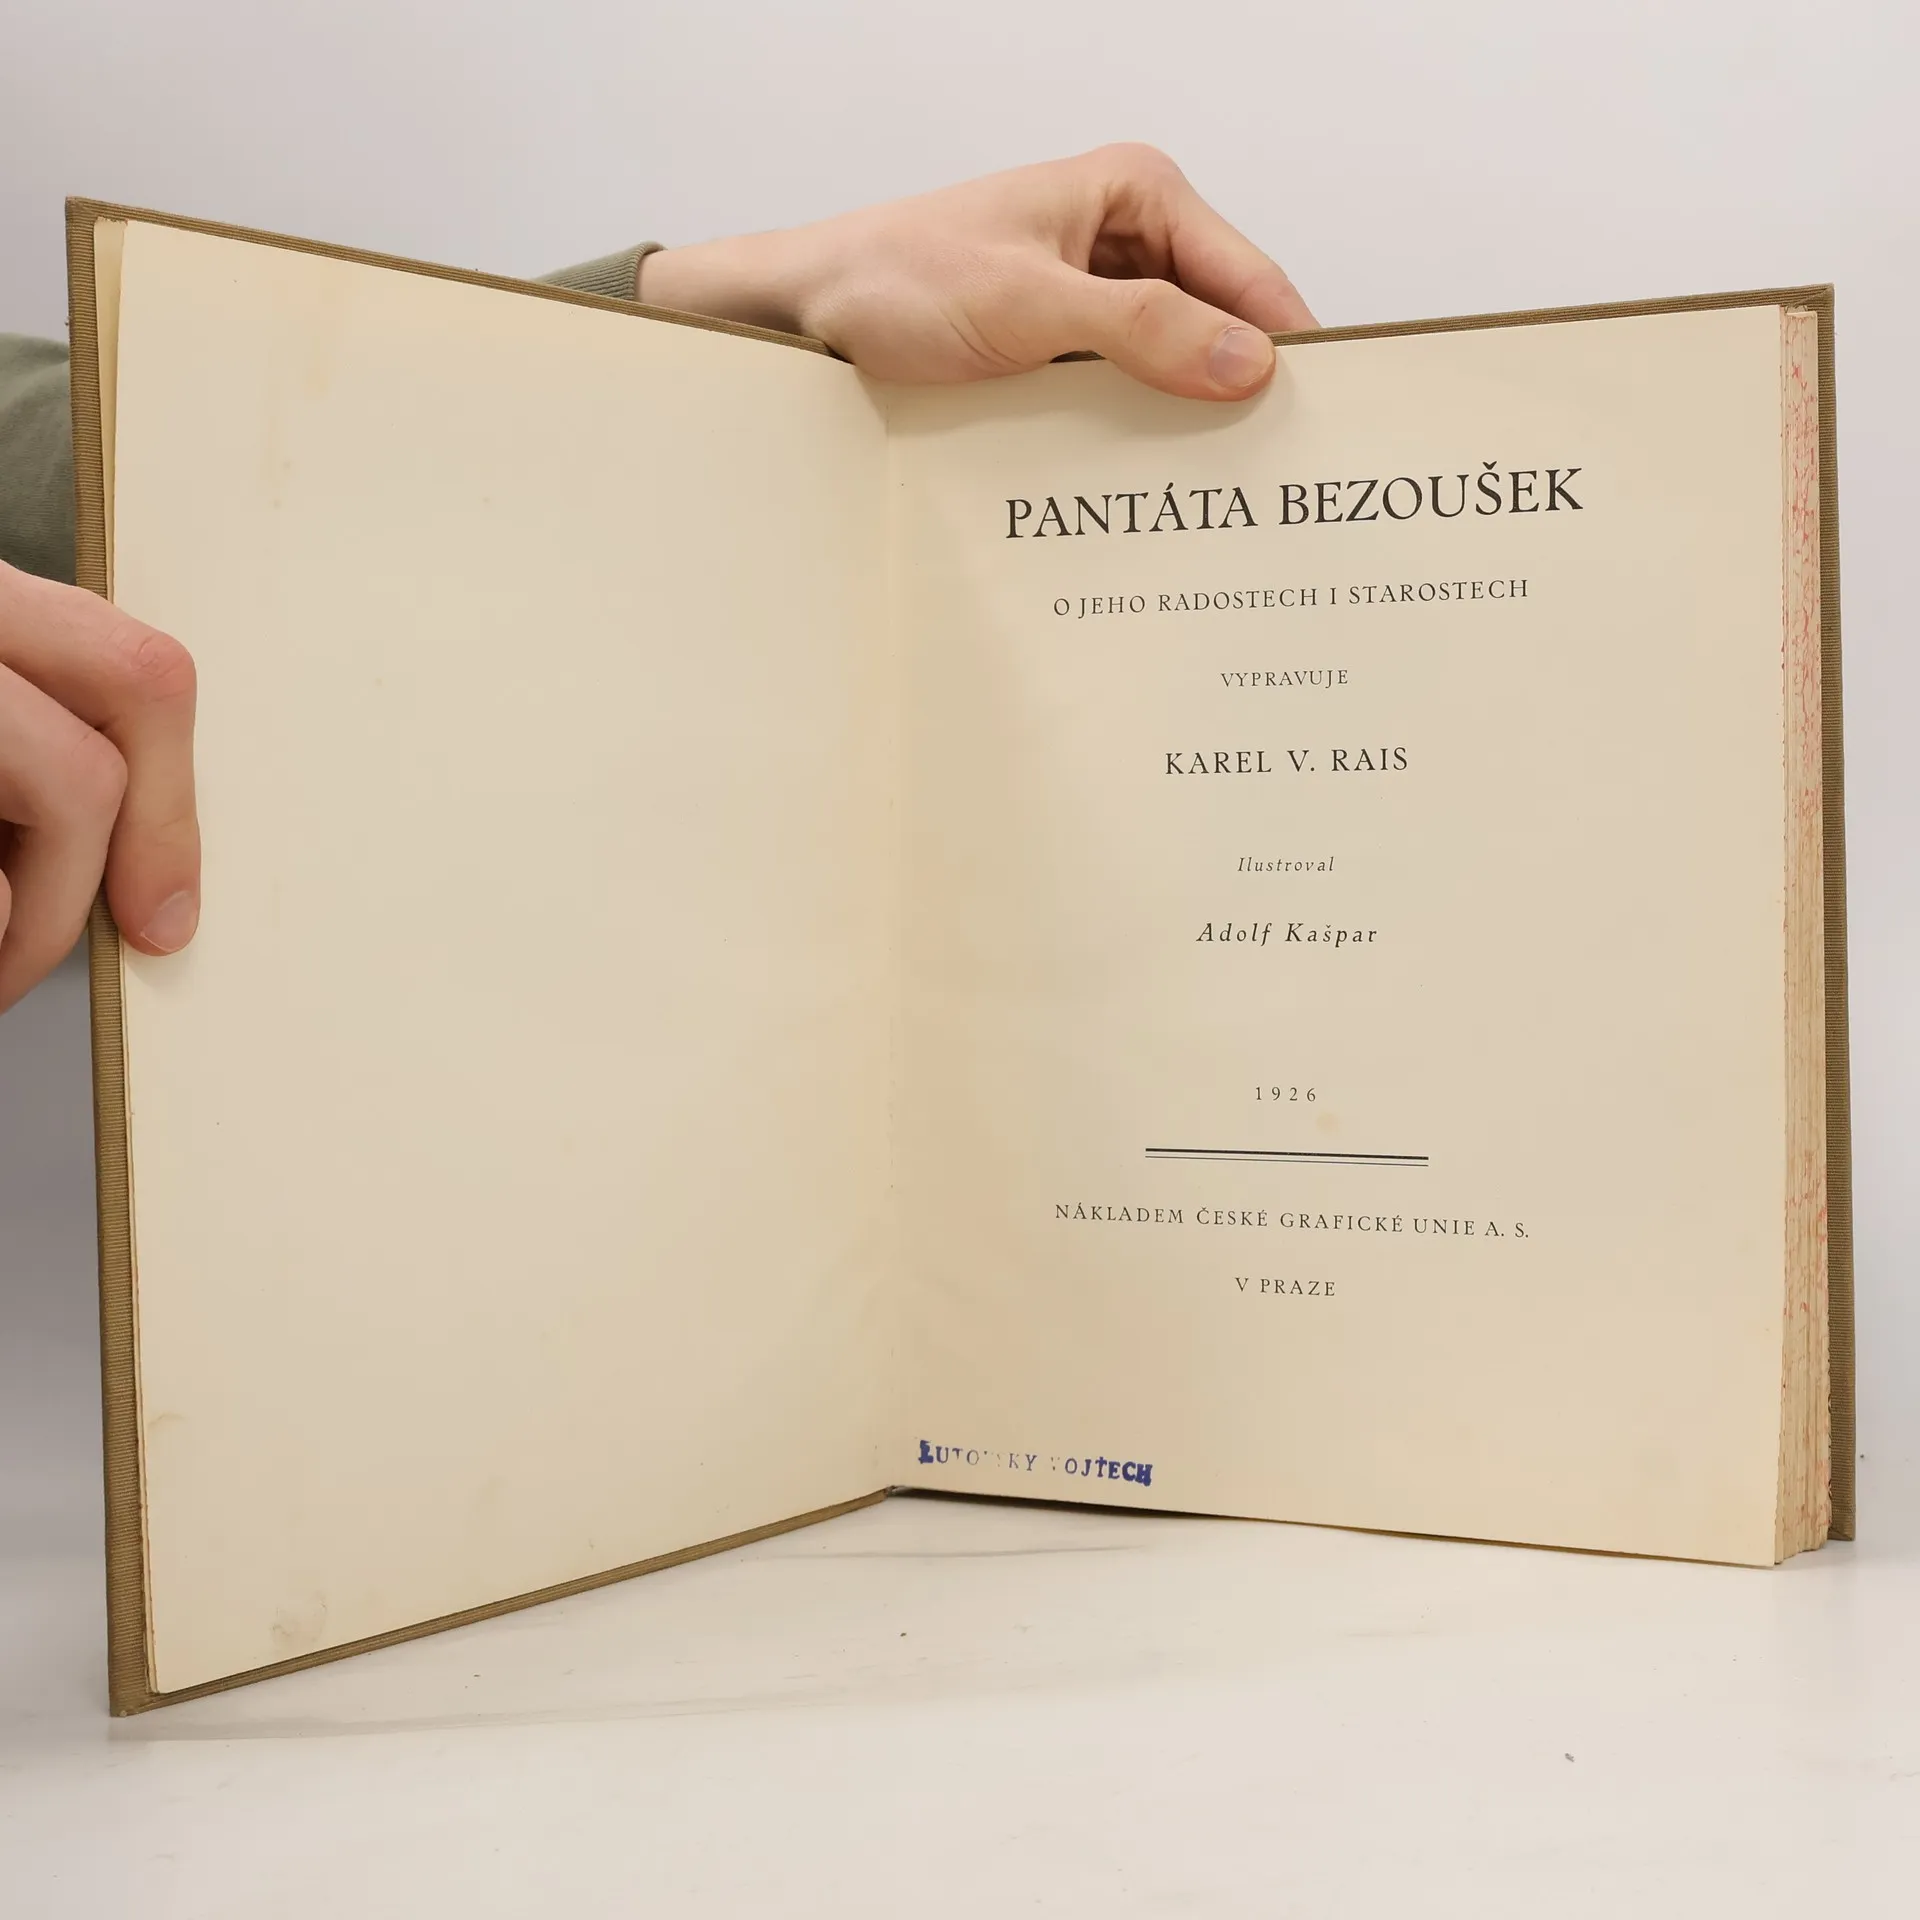 PANTÁTA BEZOUŠEK
O JEHO RADOSTECH I STAROSTECH
VYPRAVUJE
KAREL V. RAIS
Ilustroval
Adolf Kašpar
1926
NÁKLADEM ČESKÉ GRAFICKÉ UNIE A. S.
V PRAZE